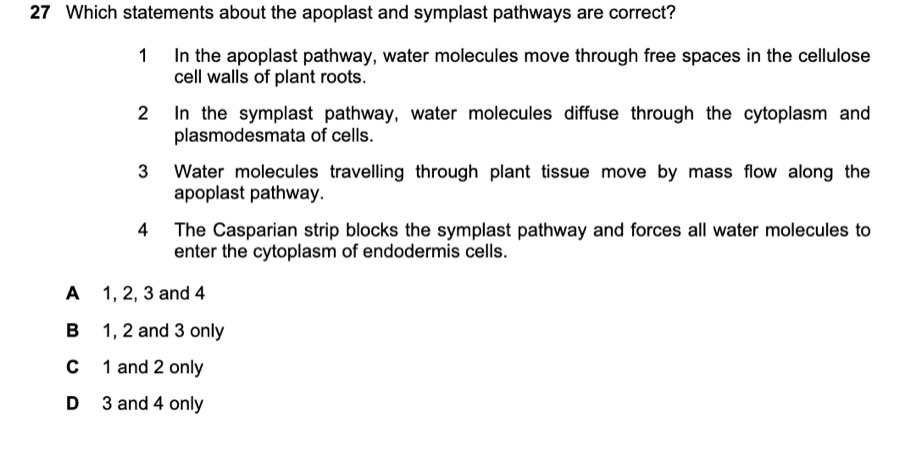 27 Which statements about the apoplast and symplast pathways are correct?
1 In the apoplast pathway, water molecules move through free spaces in the cellulose
cell walls of plant roots.
2 In the symplast pathway, water molecules diffuse through the cytoplasm and
plasmodesmata of cells.
3 Water molecules travelling through plant tissue move by mass flow along the
apoplast pathway.
4 The Casparian strip blocks the symplast pathway and forces all water molecules to
enter the cytoplasm of endodermis cells.
A 1, 2, 3 and 4
B 1, 2 and 3 only
C 1 and 2 only
D 3 and 4 only